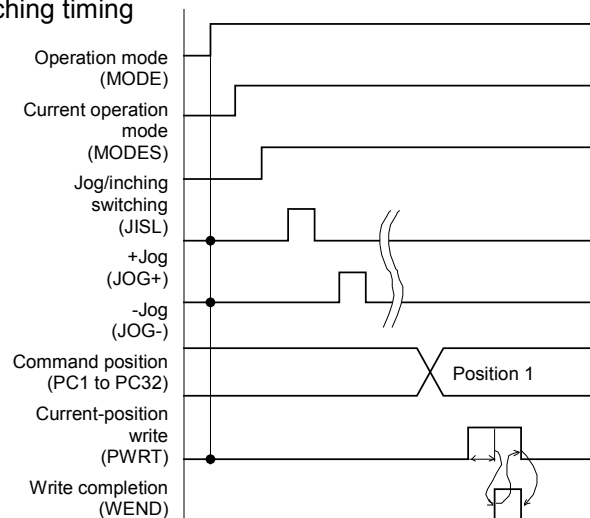 ching timing
Operation mode
(MODE)
Current operation
mode
(MODES)
Jog/inching
switching
(JISL)
+Jog
(JOG+)
-Jog
(JOG-)
Command position
(PC1 to PC32)
Position 1
Current-position
write
(PWRT)
Write completion
(WEND)